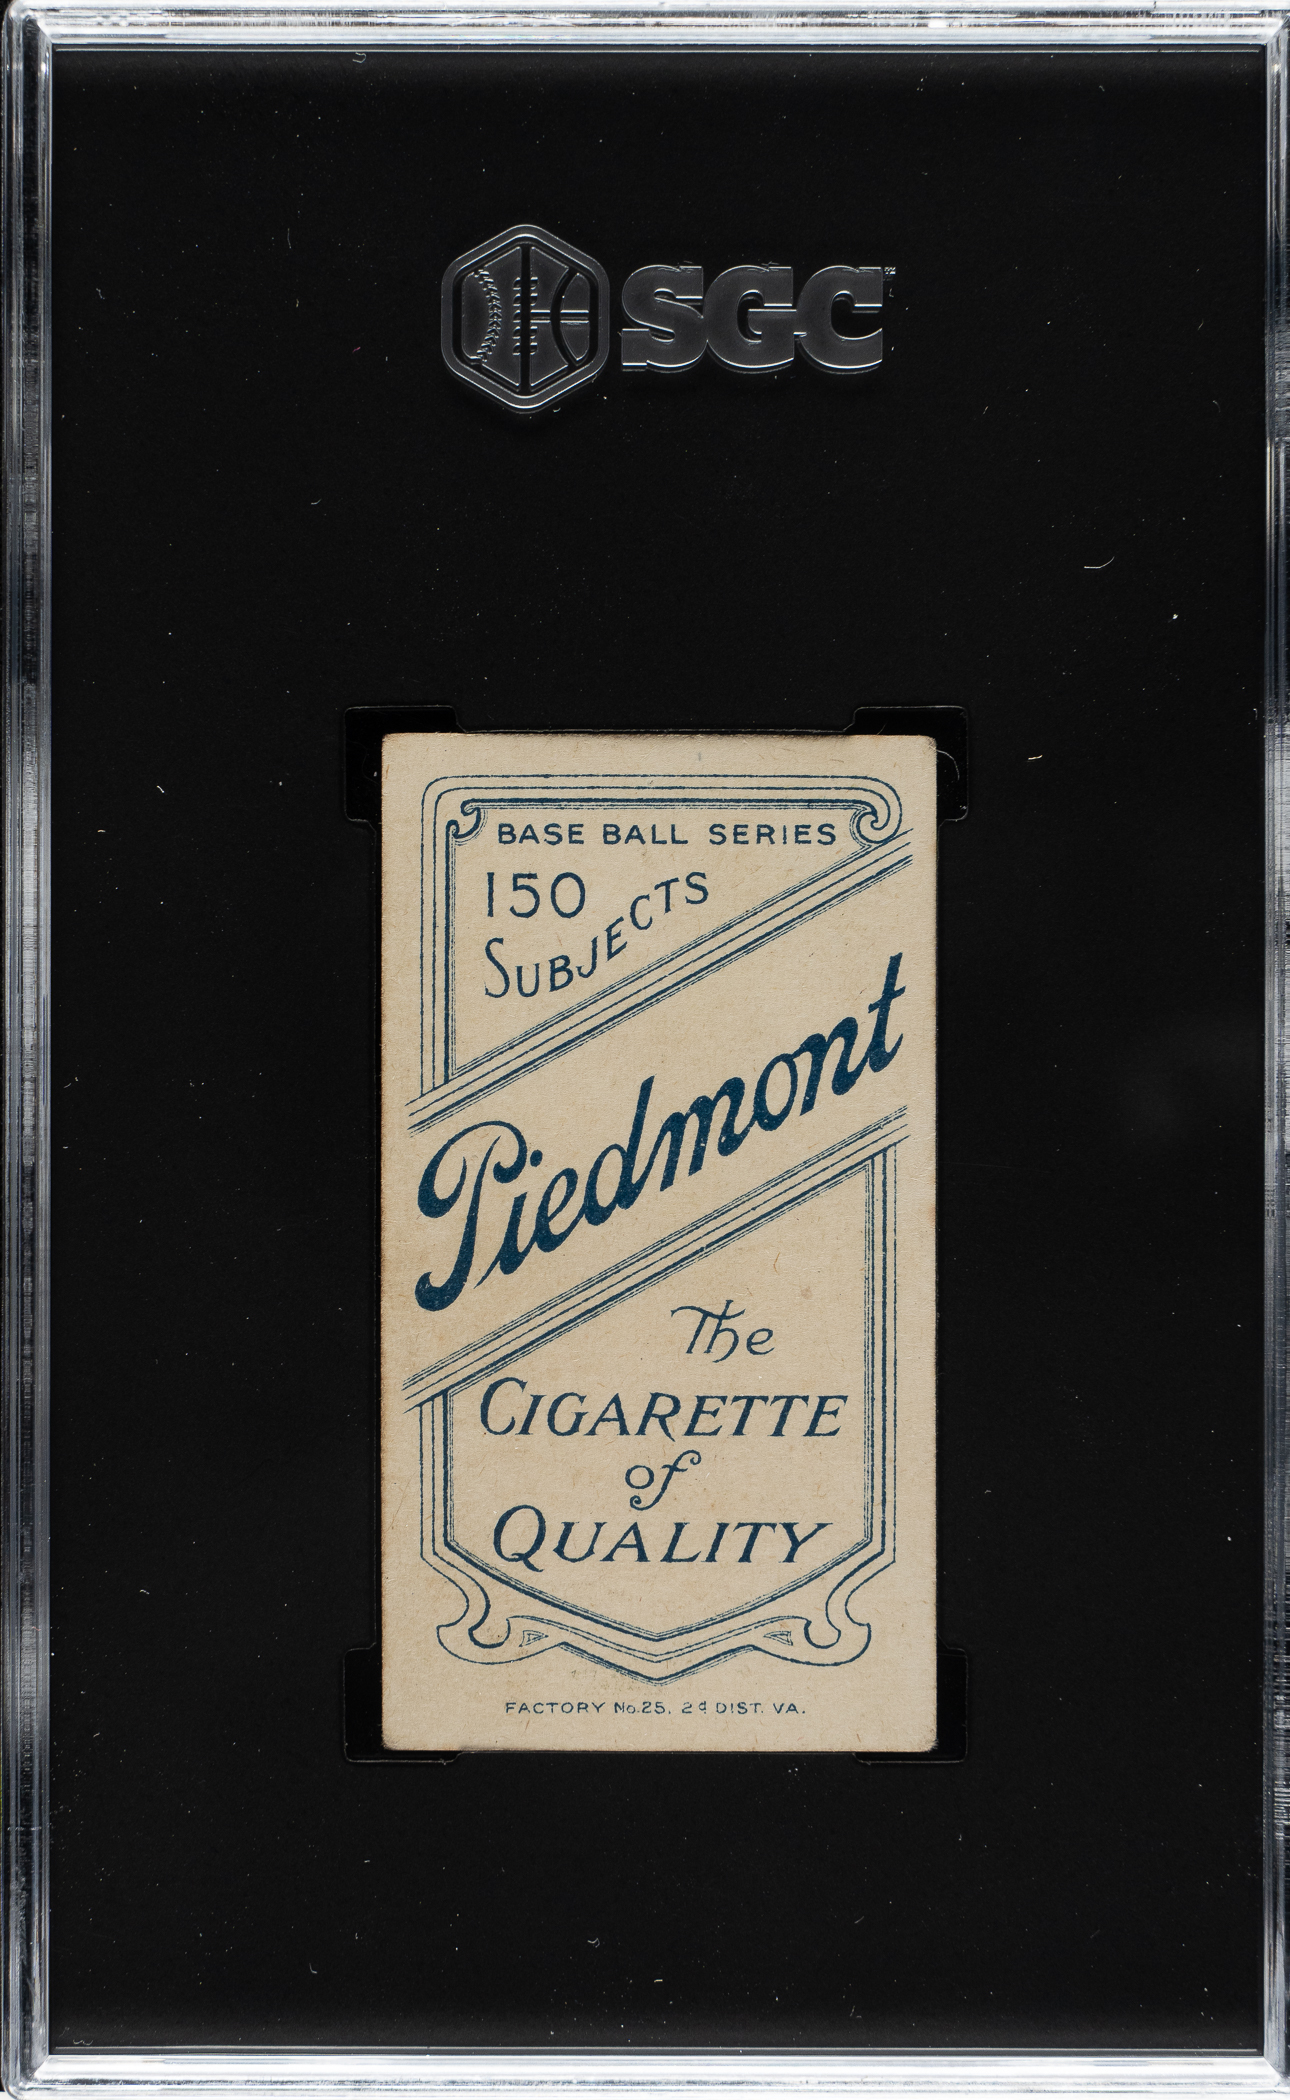 SGC
BASE BALL SERIES
150
SUBJECTS
Piedmont
The
CIGARETTE
of
QUALITY
FACTORY No. 25, 2d DIST. VA.